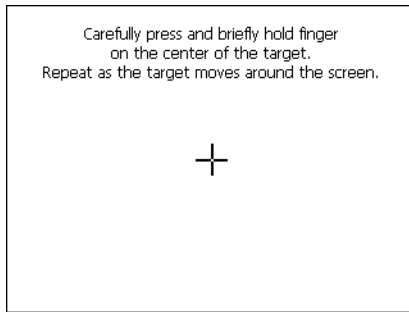 Carefully press and briefly hold finger
on the center of the target.
Repeat as the target moves around the screen.